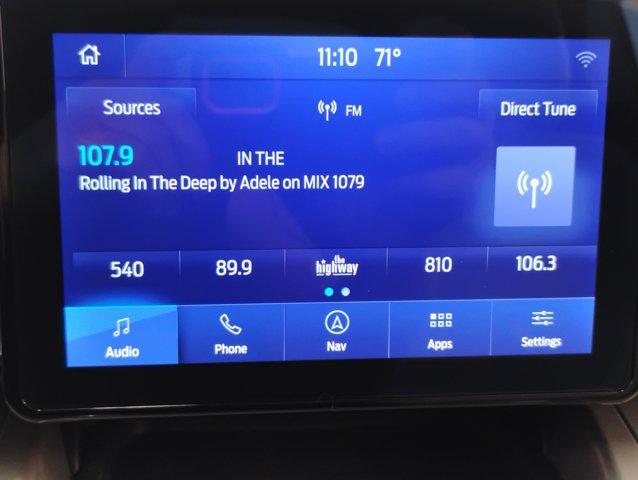 11:10 71°
Sources FM Direct Tune
107.9 IN THE
Rolling In The Deep by Adele on MIX 1079
540 89.9 the highway 810 106.3
Audio Phone Nav Apps Settings